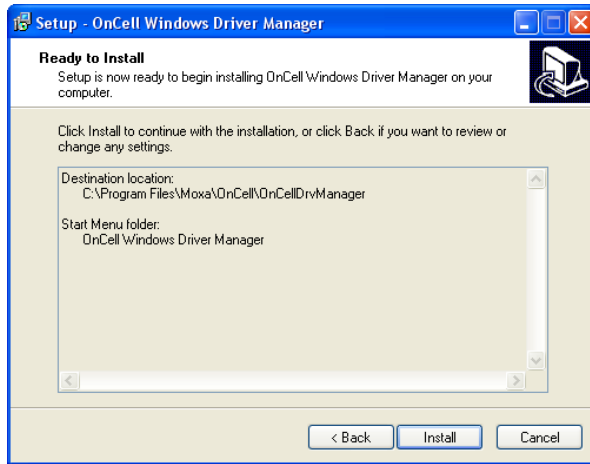 Setup - OnCell Windows Driver Manager
Ready to Install
Setup is now ready to begin installing OnCell Windows Driver Manager on your
computer.
Click Install to continue with the installation, or click Back if you want to review or
change any settings.
Destination location:
C:\Program Files\Moxa\OnCell\OnCellDrvManager
Start Menu folder:
OnCell Windows Driver Manager
< Back
Install
Cancel